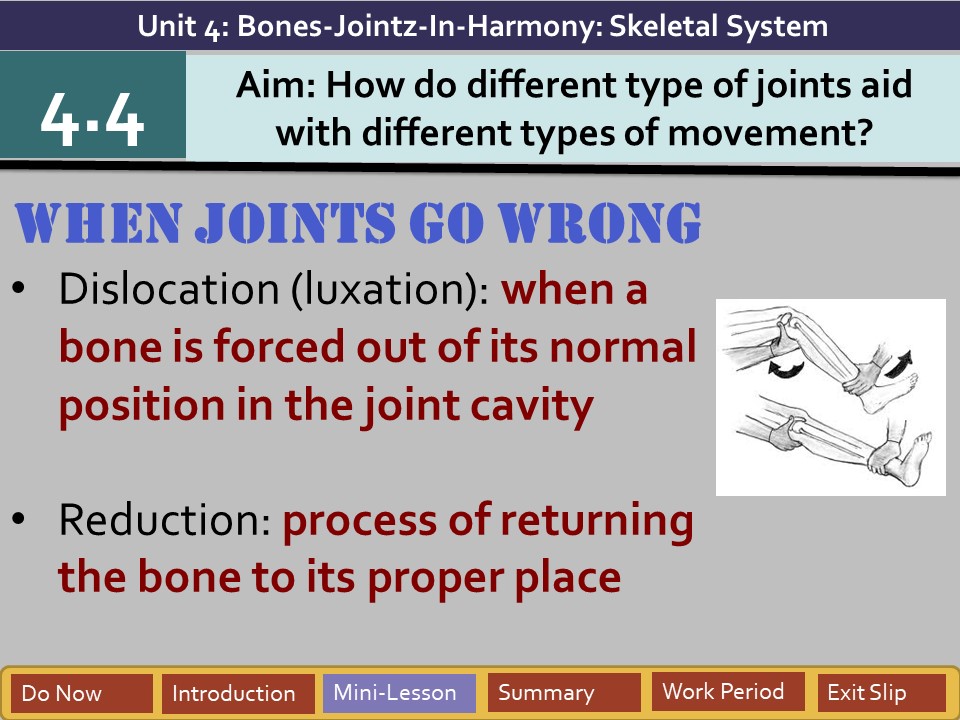 Unit 4: Bones-Jointz-In-Harmony: Skeletal System
4.4
Aim: How do different type of joints aid
with different types of movement?
WHEN JOINTS GO WRONG
• Dislocation (luxation): when a
bone is forced out of its normal
position in the joint cavity
• Reduction: process of returning
the bone to its proper place
Do Now
Introduction
Mini-Lesson
Summary
Work Period
Exit Slip